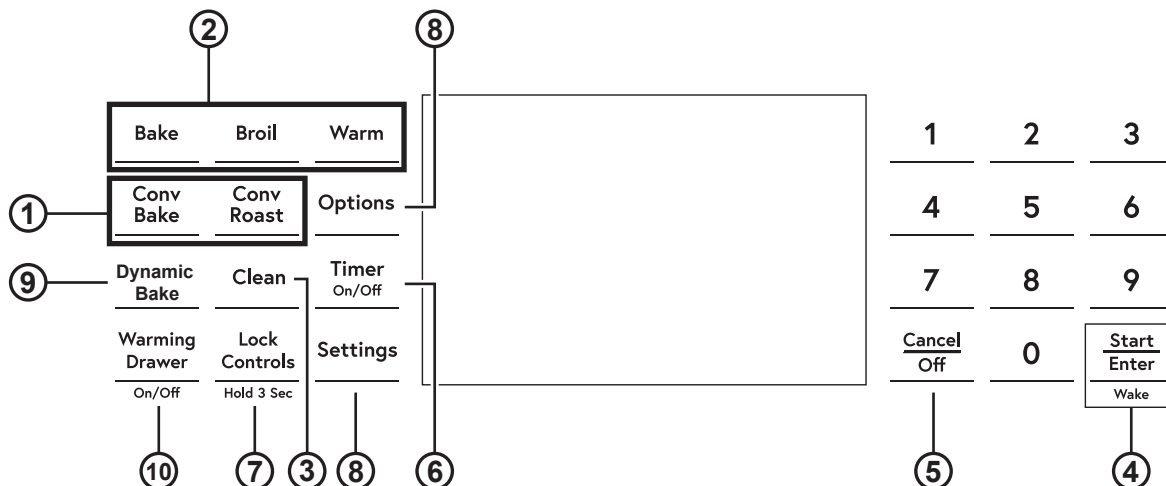 2
8
Bake Broil Warm
1 2 3
1
Conv Bake
Conv Roast
Options
4 5 6
9
Dynamic Bake
Clean
Timer
On/Off
7 8 9
Warming Drawer
Lock Controls
Settings
Cancel
Off
0
Start
Enter
On/Off
Hold 3 Sec
Wake
10 7 3 8 6 5 4